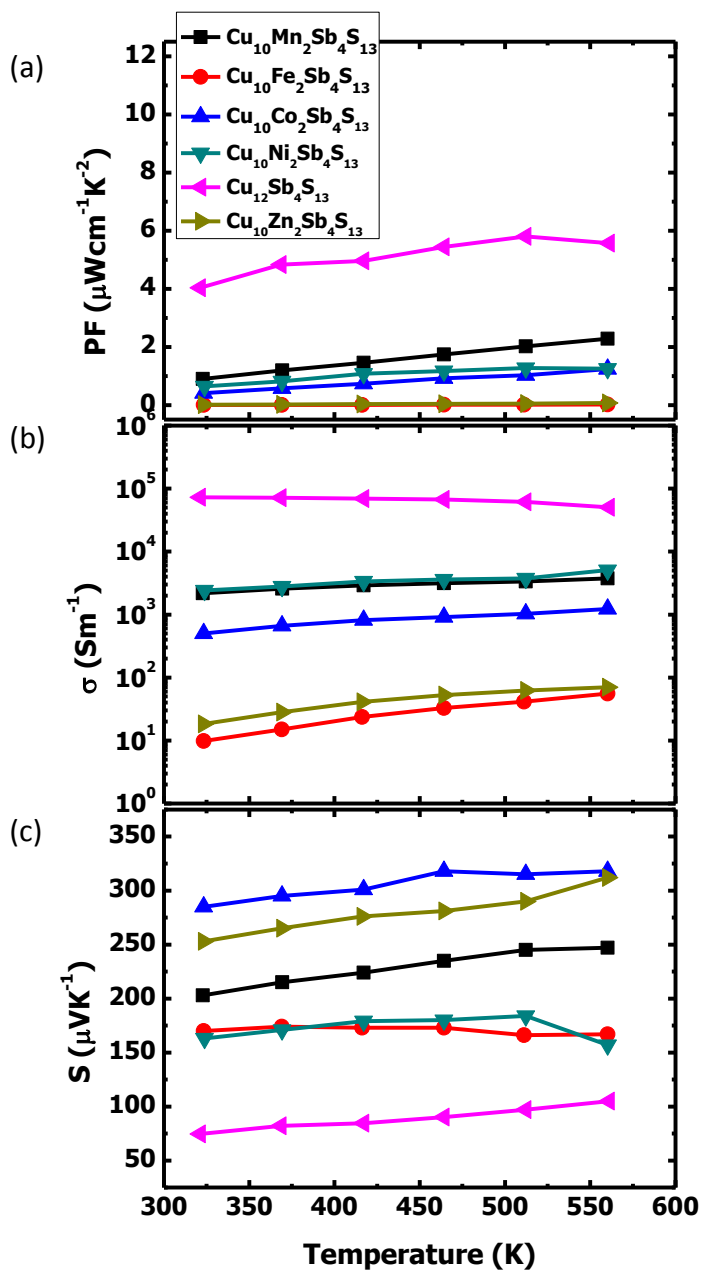 (a)
Cu10Mn2Sb4S13
Cu10Fe2Sb4S13
Cu10Co2Sb4S13
Cu10Ni2Sb4S13
Cu12Sb4S13
Cu10Zn2Sb4S13
PF (μWcm-1K-2)
12
10
8
6
4
2
0
6
(b)
σ (Sm-1)
10^6
10^5
10^4
10^3
10^2
10^1
10^0
(c)
S (μVK-1)
350
300
250
200
150
100
50
300 350 400 450 500 550 600
Temperature (K)